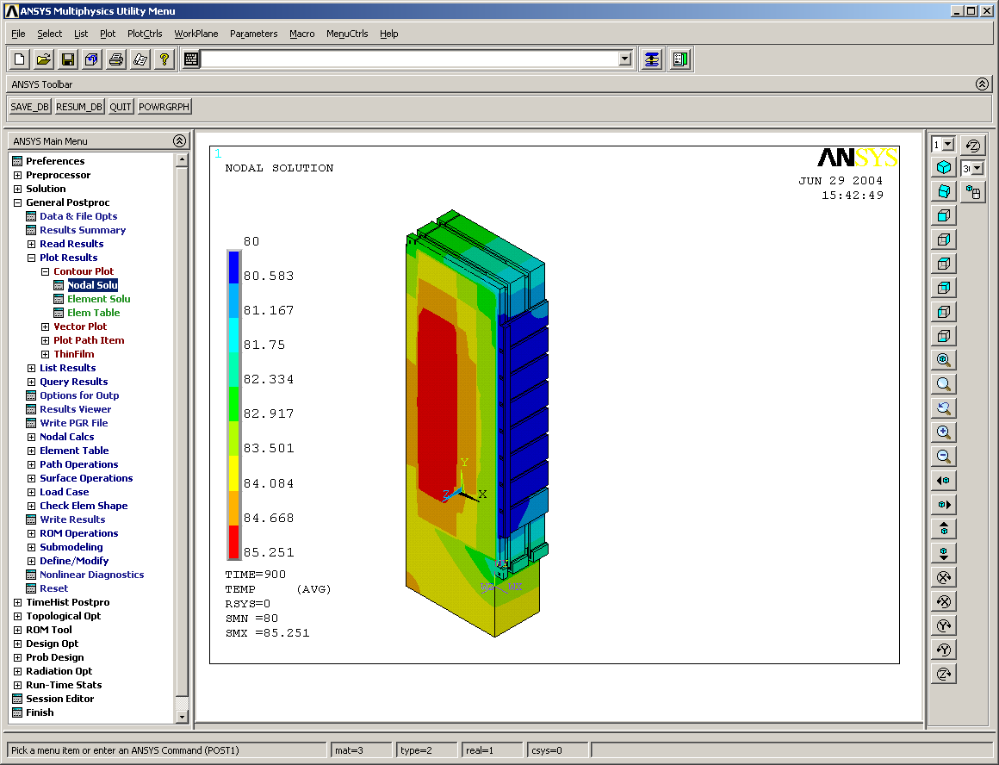 ANSYS Multiphysics Utility Menu
File Select List Plot PlotCtrls WorkPlane Parameters Macro MenuCtrls Help
ANSYS Toolbar
SAVE_DB RESUM_DB QUIT POWRGRPH
ANSYS Main Menu
Preferences
Preprocessor
Solution
General Postproc
Data & File Opts
Results Summary
Read Results
Plot Results
Contour Plot
Nodal Solu
Element Solu
Elem Table
Vector Plot
Plot Path Item
ThinFilm
List Results
Query Results
Options for Outp
Results Viewer
Write PGR File
Nodal Calcs
Element Table
Path Operations
Surface Operations
Load Case
Check Elem Shape
Write Results
ROM Operations
Submodeling
Define/Modify
Nonlinear Diagnostics
Reset
TimeHist Postpro
Topological Opt
ROM Tool
Design Opt
Prob Design
Radiation Opt
Run-Time Stats
Session Editor
Finish
1
NODAL SOLUTION
ANSYS
JUN 29 2004
15:42:49
80
80.583
81.167
81.75
82.334
82.917
83.501
84.084
84.668
85.251
Y
Z
X
WX
TIME=900
TEMP (AVG)
RSYS=0
SMN =80
SMX =85.251
1
Pick a menu item or enter an ANSYS Command (POST1)
mat=3
type=2
real=1
csys=0